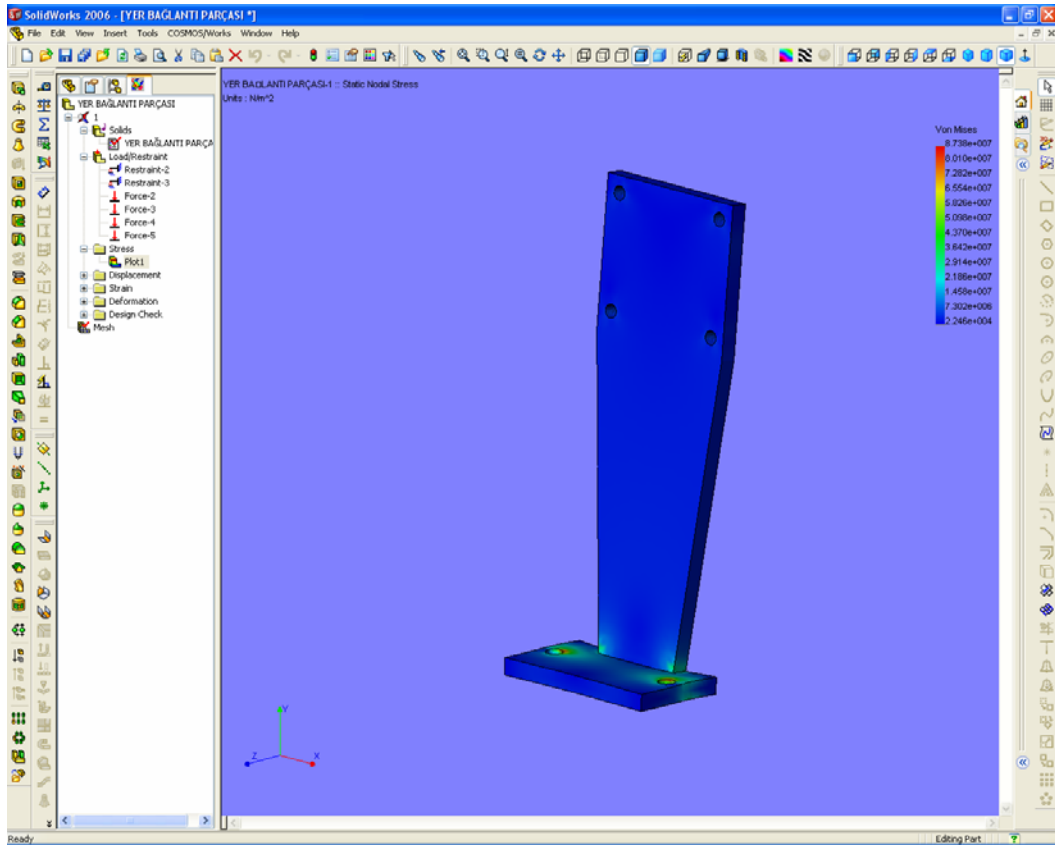 SolidWorks 2006 - [YER BAĞLANTI PARÇASI *]
File Edit View Insert Tools COSMOS/Works Window Help
YER BAĞLANTI PARÇASI
1
Solids
YER BAĞLANTI PARÇA
Load/Restraint
Restraint-2
Restraint-3
Force-2
Force-3
Force-4
Force-5
Stress
Plot1
Displacement
Strain
Deformation
Design Check
Mesh
YER BAĞLANTI PARÇASI-1 :: Static Nodal Stress
Units : N/m^2
Von Mises
8.738e+007
8.010e+007
7.282e+007
6.554e+007
5.826e+007
5.098e+007
4.370e+007
3.642e+007
2.914e+007
2.186e+007
1.458e+007
7.302e+006
2.246e+004
Y
Z
X
Ready
Editing Part